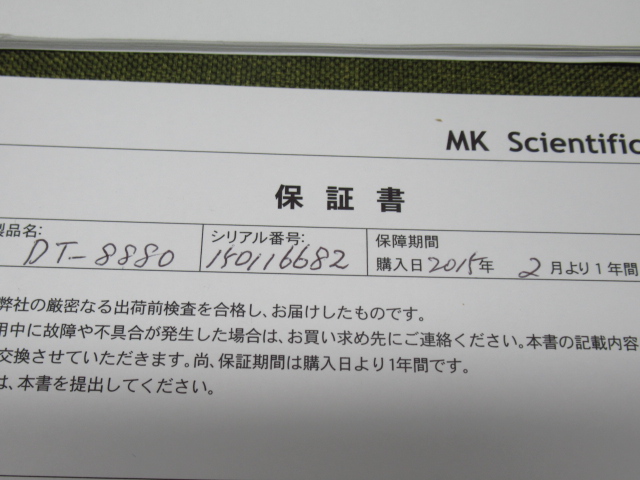 MK Scientific
保証書
製品名: シリアル番号: 保障期間
DT-8880 150116682 購入日2015年 2月より1年間
弊社の厳密なる出荷前検査を合格し、お届けしたものです。
用中に故障や不具合が発生した場合は、お買い求め先にご連絡ください。本書の記載内容
交換させていただきます。尚、保証期間は購入日より1年間です。
は、本書を提出してください。